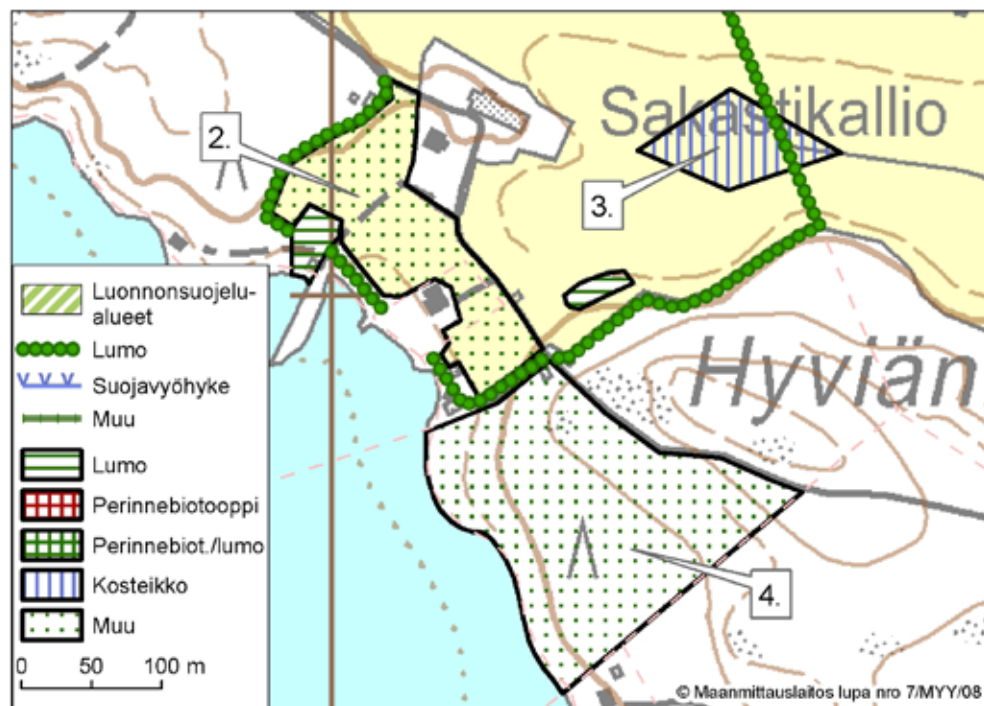 Sakastikallio
2.
3.
Hyviän
4.
Luonnonsuojelu-
alueet
Lumo
Suojavyöhyke
Muu
Lumo
Perinnebiotooppi
Perinnebiot./lumo
Kosteikko
Muu
0 50 100 m
© Maanmittauslaitos lupa nro 7/MYY/08